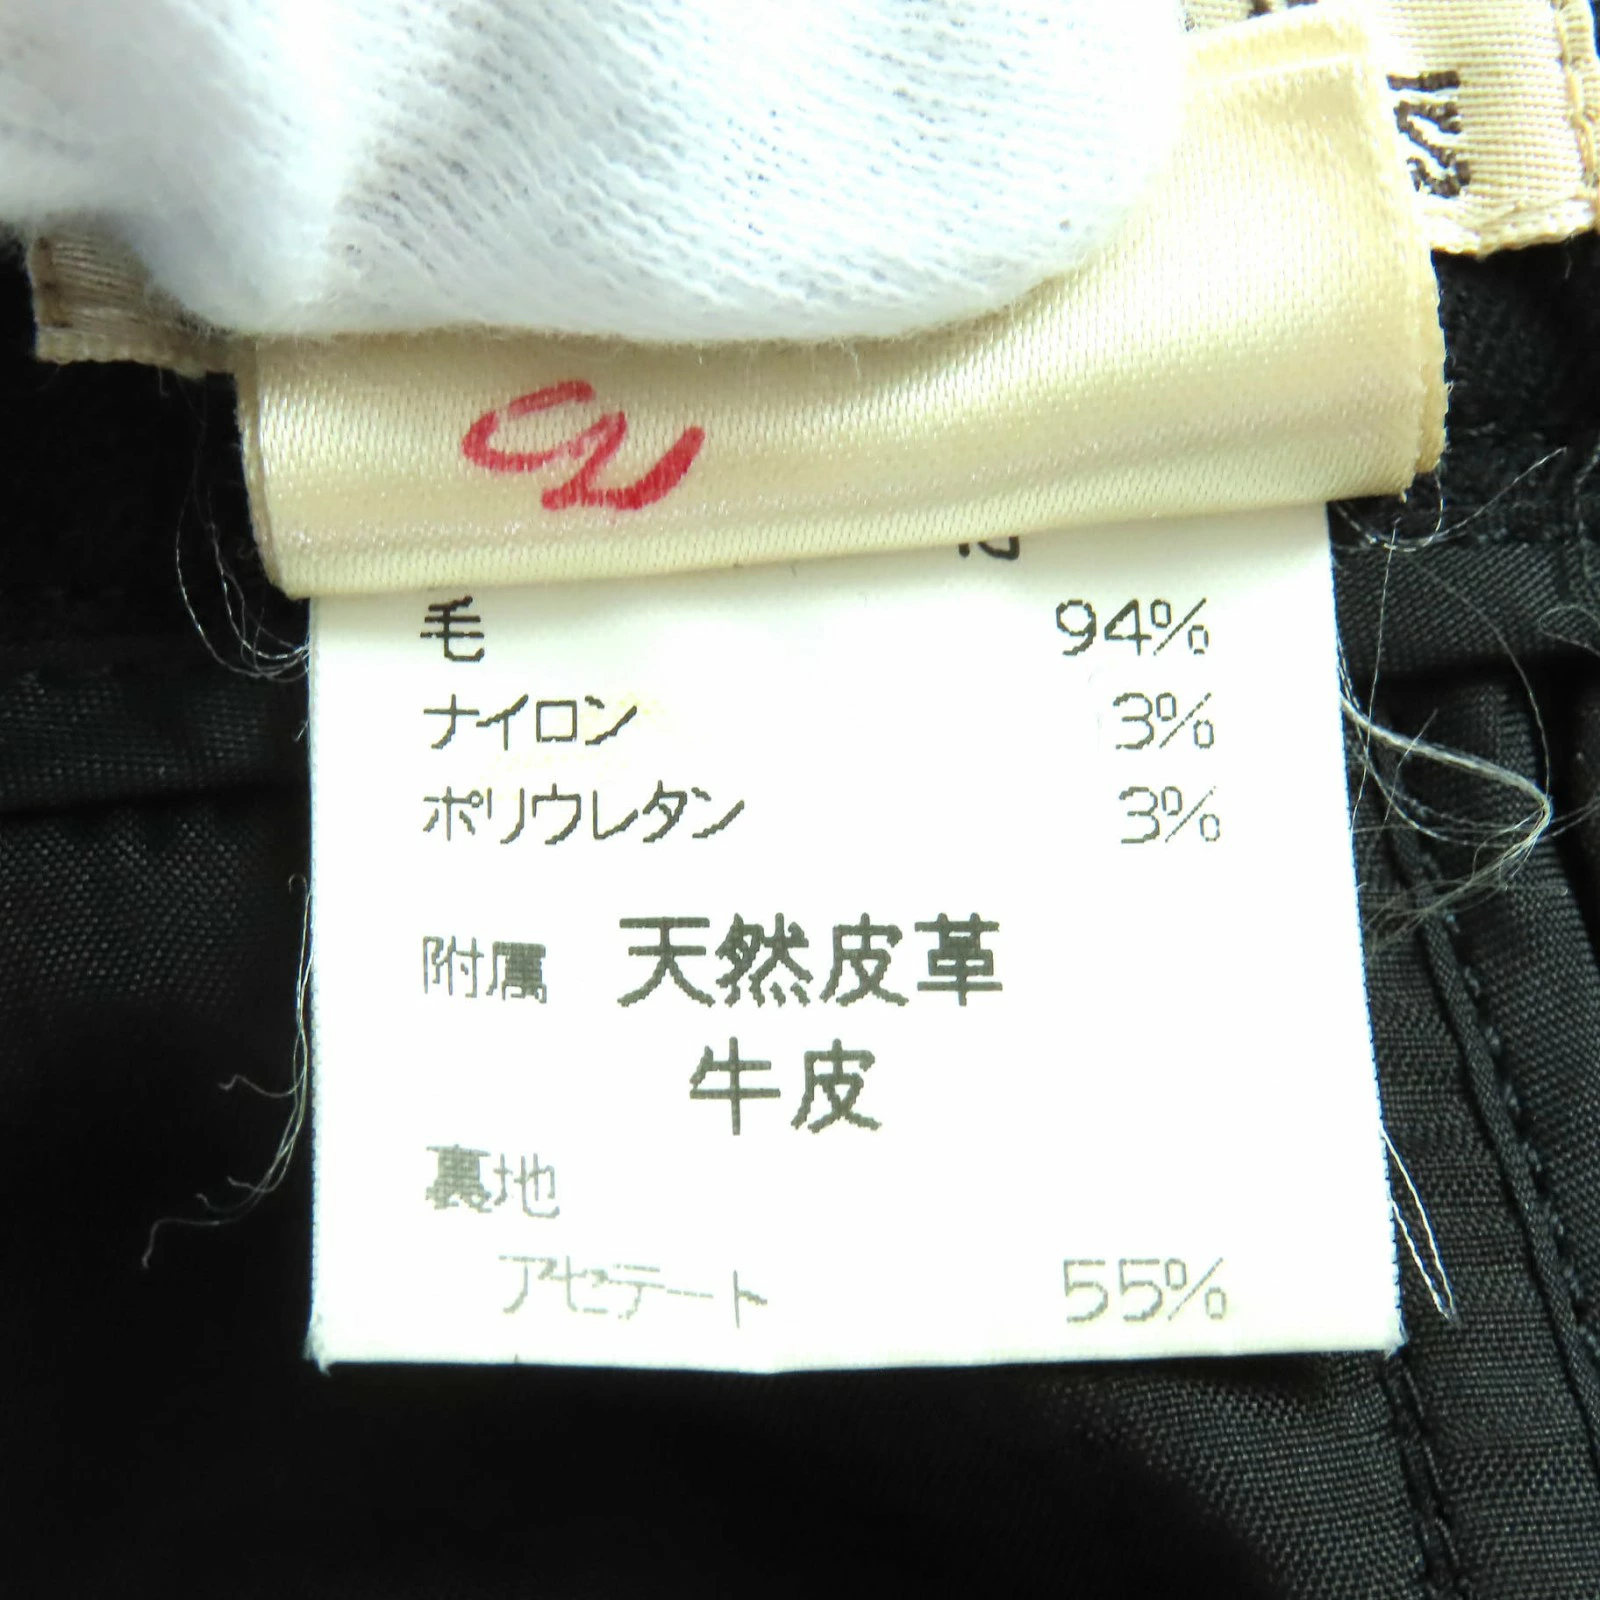 毛 94%
ナイロン 3%
ポリウレタン 3%
附属 天然皮革
牛皮
裏地
アセテート 55%